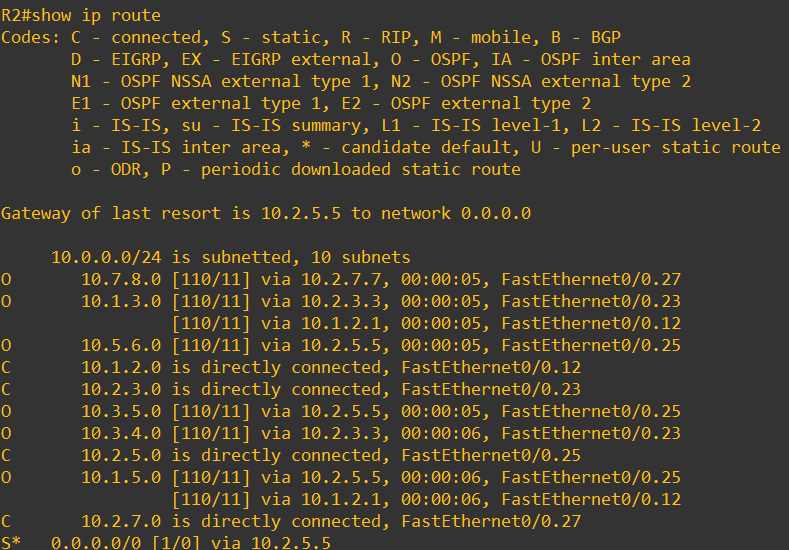 R2#show ip route
Codes: C - connected, S - static, R - RIP, M - mobile, B - BGP
       D - EIGRP, EX - EIGRP external, O - OSPF, IA - OSPF inter area
       N1 - OSPF NSSA external type 1, N2 - OSPF NSSA external type 2
       E1 - OSPF external type 1, E2 - OSPF external type 2
       i - IS-IS, su - IS-IS summary, L1 - IS-IS level-1, L2 - IS-IS level-2
       ia - IS-IS inter area, * - candidate default, U - per-user static route
       o - ODR, P - periodic downloaded static route
Gateway of last resort is 10.2.5.5 to network 0.0.0.0
     10.0.0.0/24 is subnetted, 10 subnets
O       10.7.8.0 [110/11] via 10.2.7.7, 00:00:05, FastEthernet0/0.27
O       10.1.3.0 [110/11] via 10.2.3.3, 00:00:05, FastEthernet0/0.23
                 [110/11] via 10.1.2.1, 00:00:05, FastEthernet0/0.12
O       10.5.6.0 [110/11] via 10.2.5.5, 00:00:05, FastEthernet0/0.25
C       10.1.2.0 is directly connected, FastEthernet0/0.12
C       10.2.3.0 is directly connected, FastEthernet0/0.23
O       10.3.5.0 [110/11] via 10.2.5.5, 00:00:05, FastEthernet0/0.25
O       10.3.4.0 [110/11] via 10.2.3.3, 00:00:06, FastEthernet0/0.23
C       10.2.5.0 is directly connected, FastEthernet0/0.25
O       10.1.5.0 [110/11] via 10.2.5.5, 00:00:06, FastEthernet0/0.25
                 [110/11] via 10.1.2.1, 00:00:06, FastEthernet0/0.12
C       10.2.7.0 is directly connected, FastEthernet0/0.27
S*   0.0.0.0/0 [1/0] via 10.2.5.5